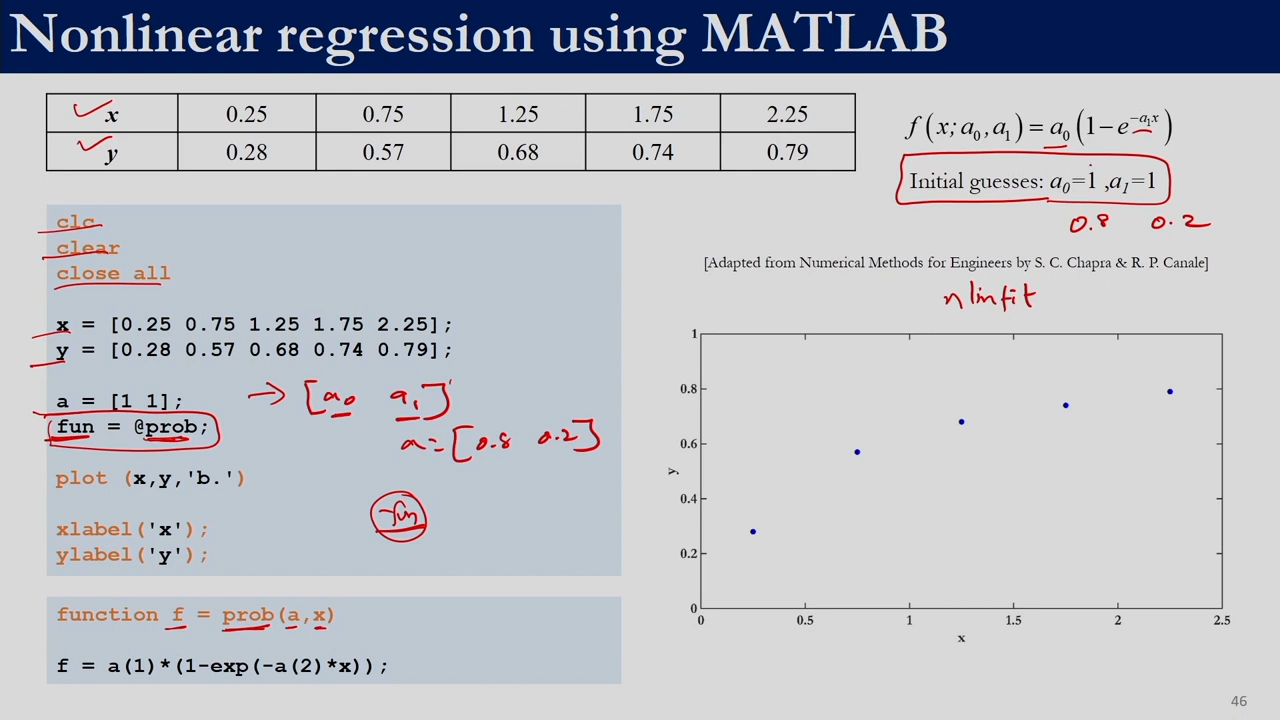 Nonlinear regression using MATLAB
x 0.25 0.75 1.25 1.75 2.25
y 0.28 0.57 0.68 0.74 0.79
f(x; a₀, a₁) = a₀(1 − e^(−a₁x))
Initial guesses: a₀=1 ,a₁=1
0.8 0.2
[Adapted from Numerical Methods for Engineers by S. C. Chapra & R. P. Canale]
nlinfit
clc
clear
close all
x = [0.25 0.75 1.25 1.75 2.25];
y = [0.28 0.57 0.68 0.74 0.79];
a = [1 1]; → [a₀ a₁]
fun = @prob;
a = [0.8 0.2]
plot (x,y,'b.')
fun
xlabel('x');
ylabel('y');
function f = prob(a,x)
f = a(1)*(1-exp(-a(2)*x));
1
0.8
0.6
y
0.4
0.2
0
0 0.5 1 1.5 2 2.5
x
46